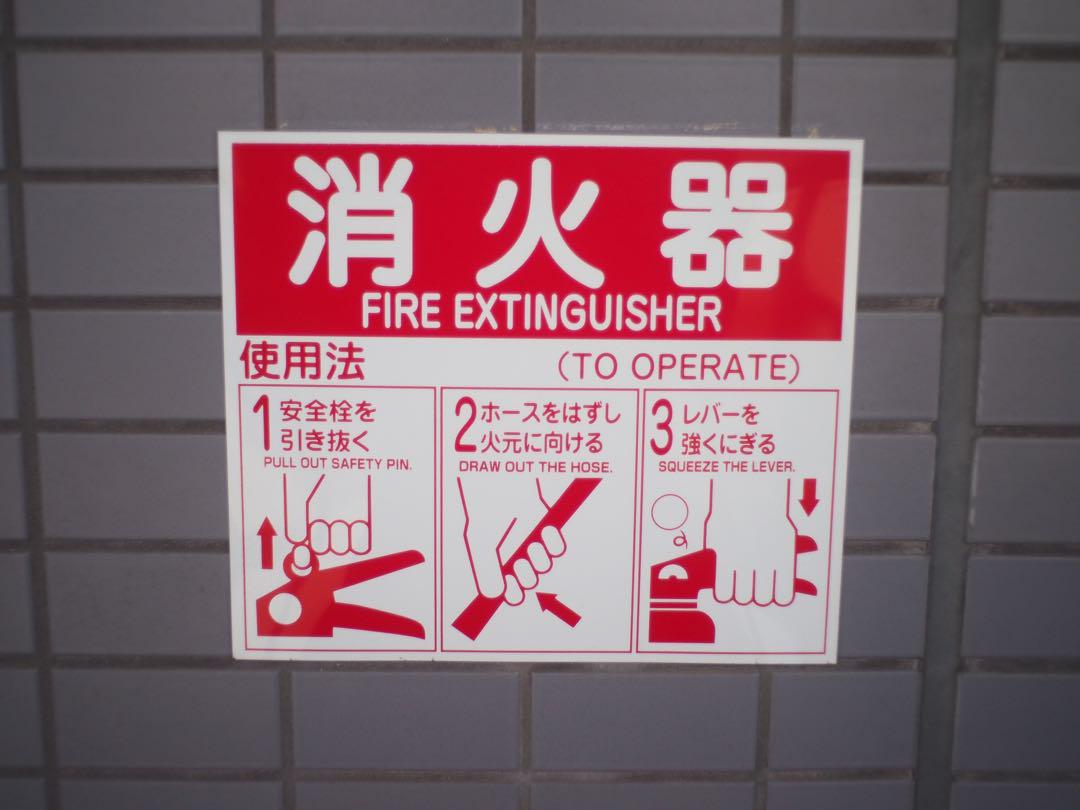 消火器
FIRE EXTINGUISHER
使用法 (TO OPERATE)
1 安全栓を
引き抜く
PULL OUT SAFETY PIN.
2 ホースをはずし
火元に向ける
DRAW OUT THE HOSE.
3 レバーを
強くにぎる
SQUEEZE THE LEVER.